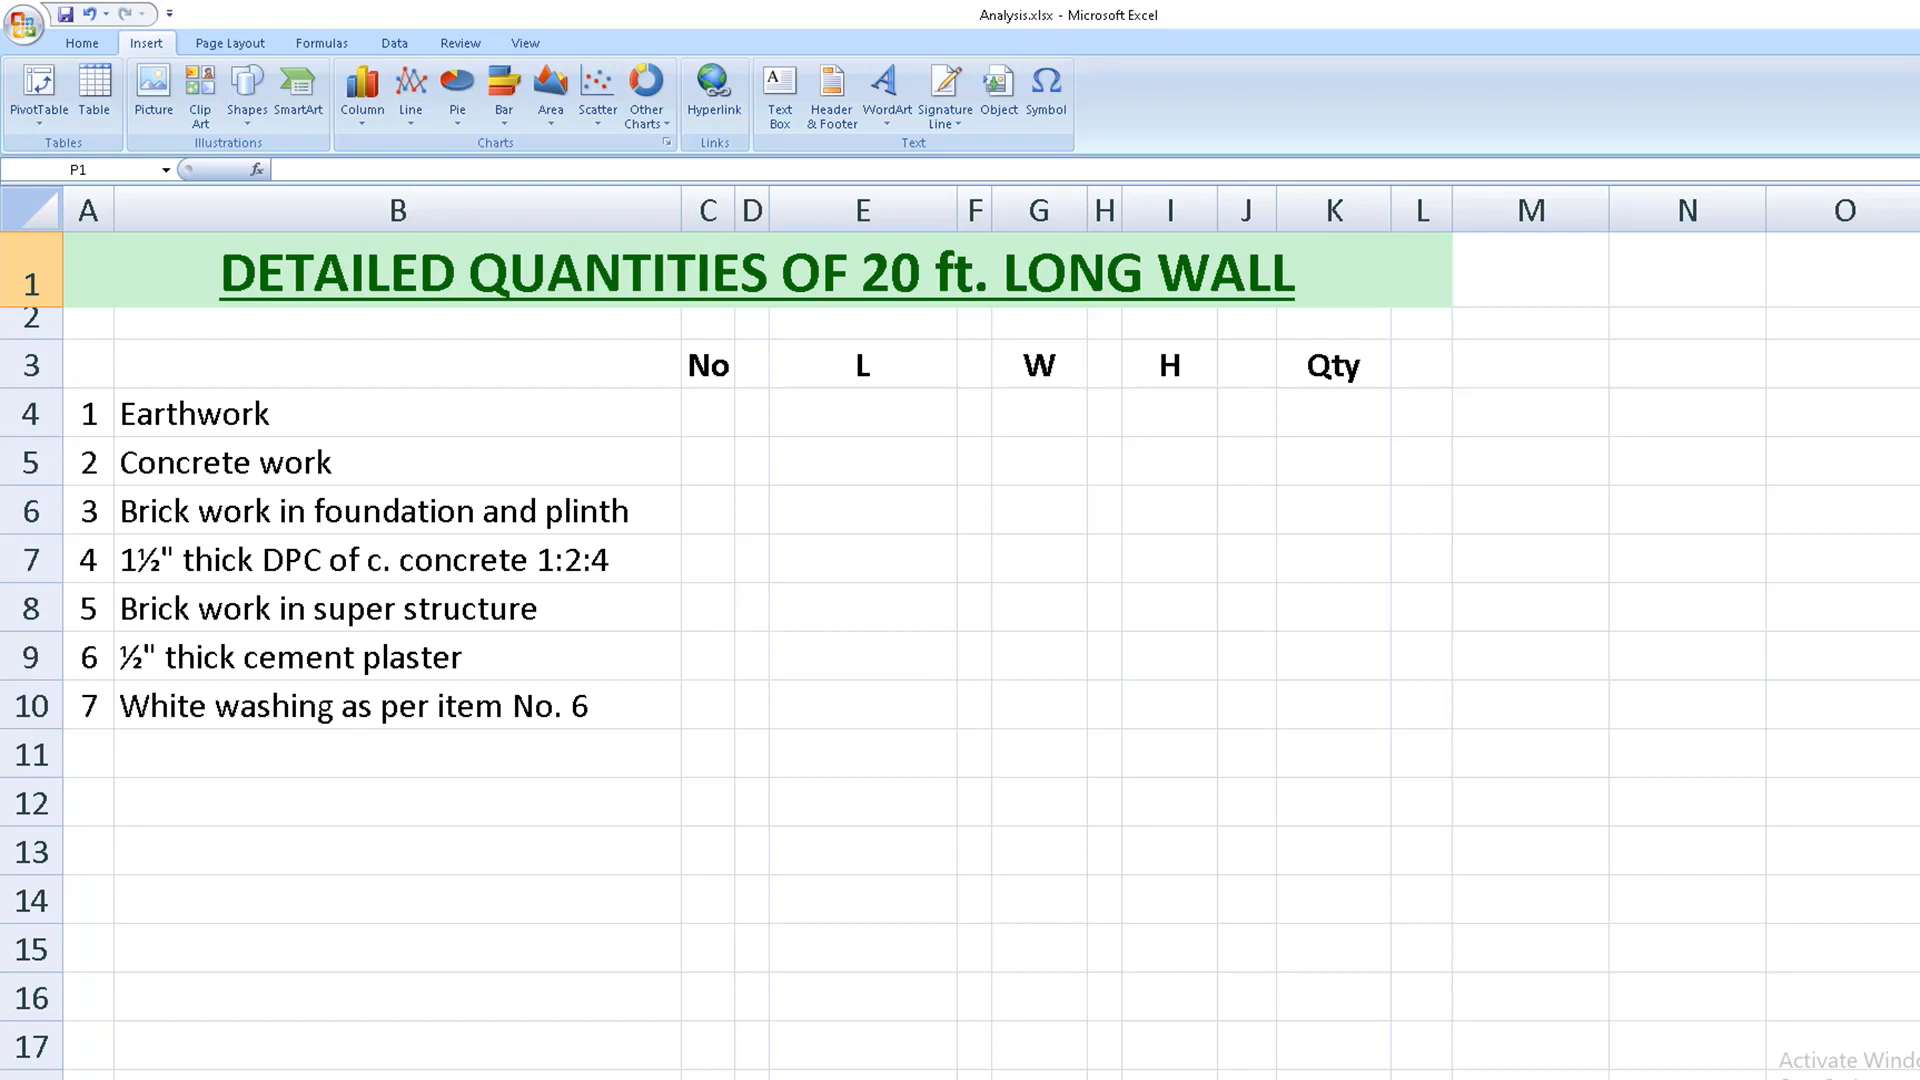 Analysis.xlsx - Microsoft Excel
Home Insert Page Layout Formulas Data Review View
PivotTable Table Picture Clip Art Shapes SmartArt Column Line Pie Bar Area Scatter Other Charts Hyperlink Text Box Header & Footer WordArt Signature Line Object Symbol
Tables Illustrations Charts Links Text
P1 fx
A B C D E F G H I J K L M N O
1 DETAILED QUANTITIES OF 20 ft. LONG WALL
2
3 No L W H Qty
4 1 Earthwork
5 2 Concrete work
6 3 Brick work in foundation and plinth
7 4 1½" thick DPC of c. concrete 1:2:4
8 5 Brick work in super structure
9 6 ½" thick cement plaster
10 7 White washing as per item No. 6
11
12
13
14
15
16
17
Activate Windo